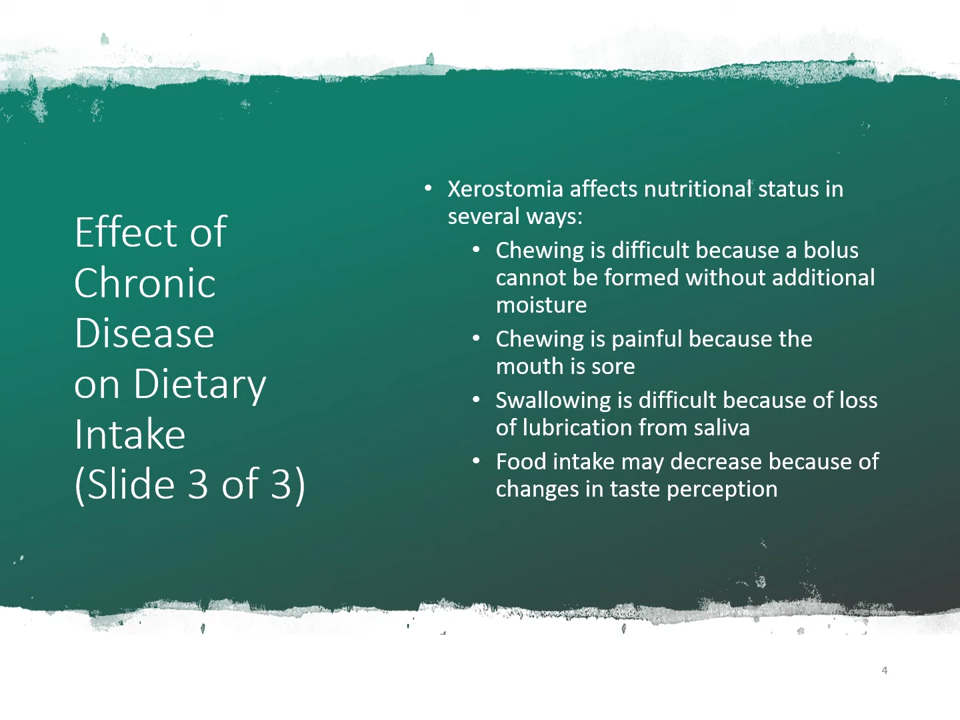 Effect of
Chronic
Disease
on Dietary
Intake
(Slide 3 of 3)
• Xerostomia affects nutritional status in
several ways:
• Chewing is difficult because a bolus
cannot be formed without additional
moisture
• Chewing is painful because the
mouth is sore
• Swallowing is difficult because of loss
of lubrication from saliva
• Food intake may decrease because of
changes in taste perception
4